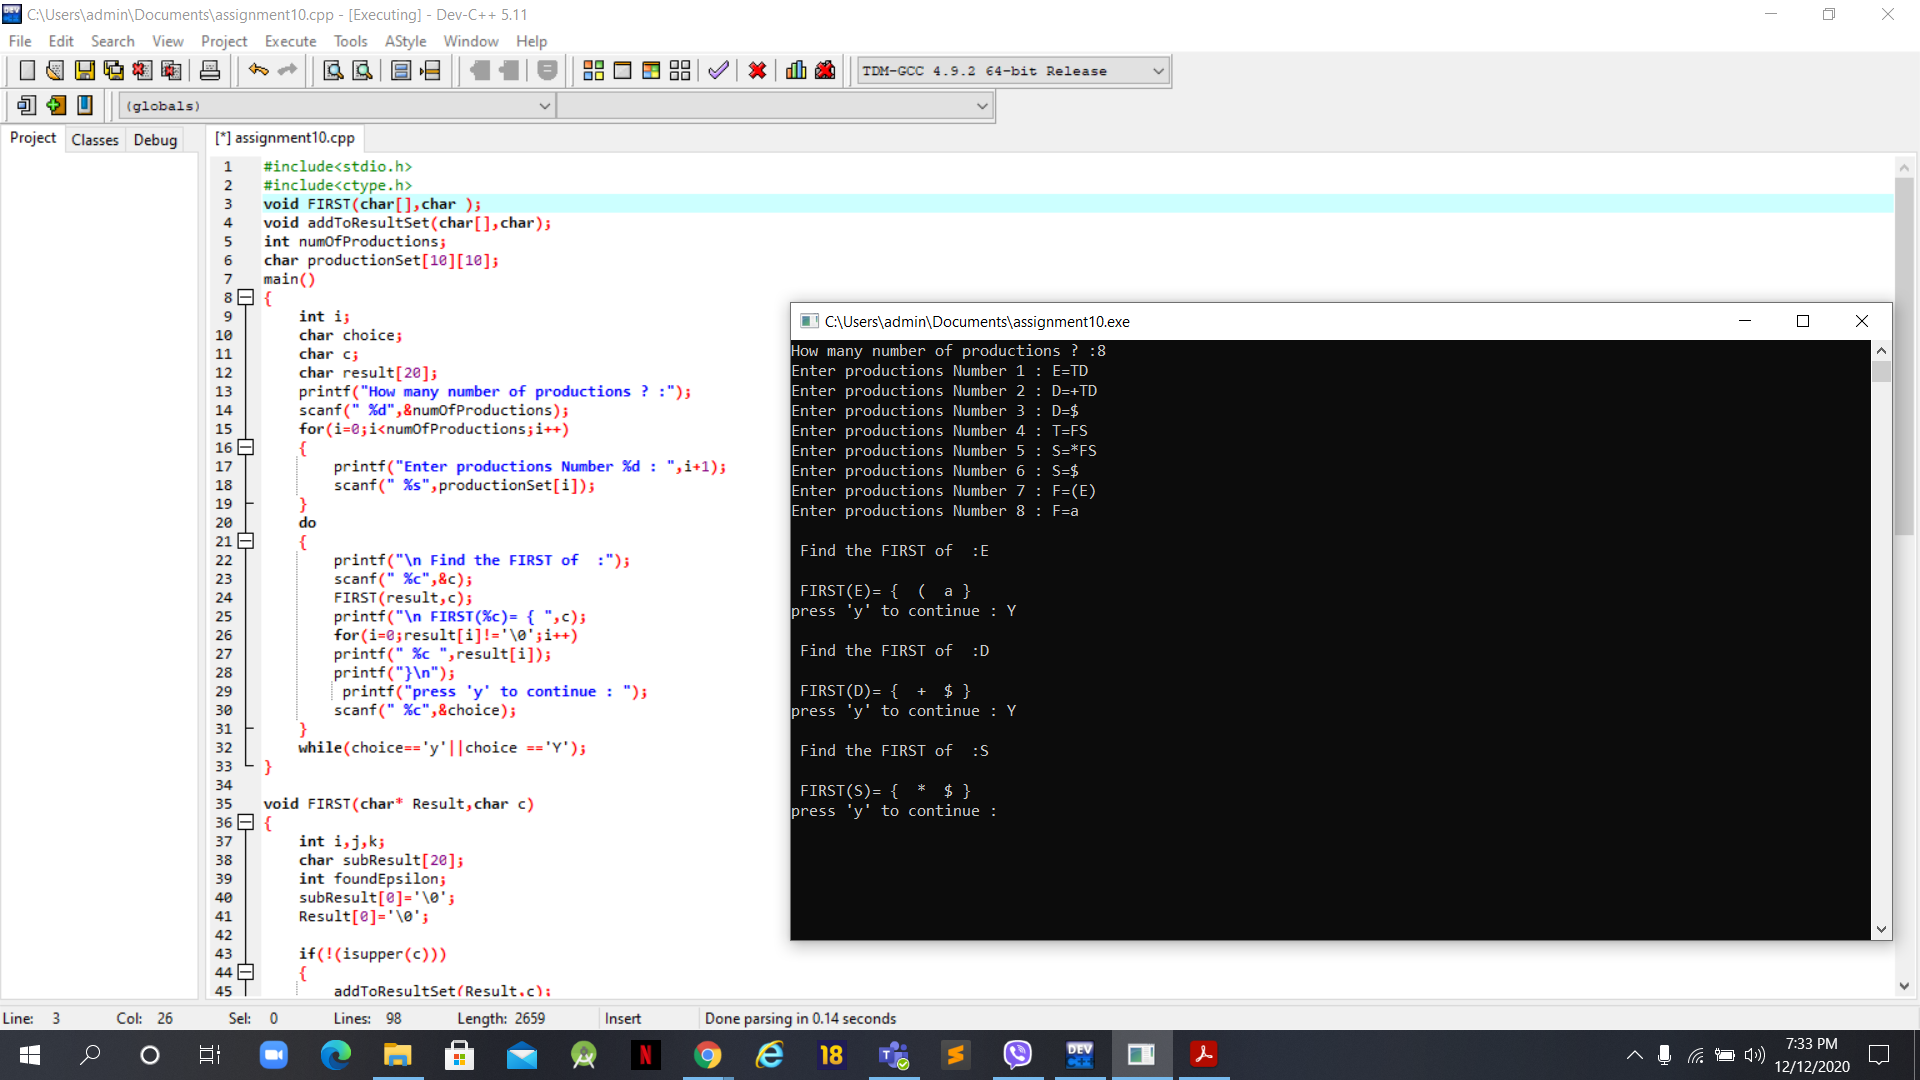 C:\Users\admin\Documents\assignment10.cpp - [Executing] - Dev-C++ 5.11
File Edit Search View Project Execute Tools AStyle Window Help
TDM-GCC 4.9.2 64-bit Release
(globals)
Project Classes Debug
[*] assignment10.cpp
1 #include<stdio.h>
2 #include<ctype.h>
3 void FIRST(char[],char );
4 void addToResultSet(char[],char);
5 int numOfProductions;
6 char productionSet[10][10];
7 main()
8 {
9 int i;
10 char choice;
11 char c;
12 char result[20];
13 printf("How many number of productions ? :");
14 scanf(" %d",&numOfProductions);
15 for(i=0;i<numOfProductions;i++)
16 {
17 printf("Enter productions Number %d : ",i+1);
18 scanf(" %s",productionSet[i]);
19 }
20 do
21 {
22 printf("\n Find the FIRST of  :");
23 scanf(" %c",&c);
24 FIRST(result,c);
25 printf("\n FIRST(%c)= { ",c);
26 for(i=0;result[i]!='\0';i++)
27 printf(" %c ",result[i]);
28 printf("}\n");
29 printf("press 'y' to continue : ");
30 scanf(" %c",&choice);
31 }
32 while(choice=='y'||choice =='Y');
33 }
34
35 void FIRST(char* Result,char c)
36 {
37 int i,j,k;
38 char subResult[20];
39 int foundEpsilon;
40 subResult[0]='\0';
41 Result[0]='\0';
42
43 if(!(isupper(c)))
44 {
45 addToResultSet(Result,c);
C:\Users\admin\Documents\assignment10.exe
How many number of productions ? :8
Enter productions Number 1 : E=TD
Enter productions Number 2 : D=+TD
Enter productions Number 3 : D=$
Enter productions Number 4 : T=FS
Enter productions Number 5 : S=*FS
Enter productions Number 6 : S=$
Enter productions Number 7 : F=(E)
Enter productions Number 8 : F=a
Find the FIRST of  :E
FIRST(E)= {  (  a }
press 'y' to continue : Y
Find the FIRST of  :D
FIRST(D)= {  +  $ }
press 'y' to continue : Y
Find the FIRST of  :S
FIRST(S)= {  *  $ }
press 'y' to continue :
Line: 3 Col: 26 Sel: 0 Lines: 98 Length: 2659 Insert Done parsing in 0.14 seconds
N 18 DEV C++
7:33 PM
12/12/2020